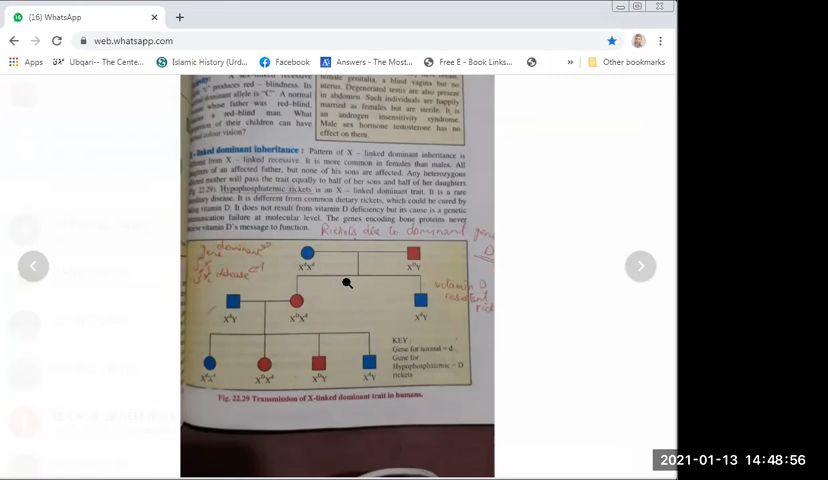 (16) WhatsApp
web.whatsapp.com
Apps
Ubqari-- The Cente...
Islamic History (Urd...
Facebook
Answers - The Most...
Free E - Book Links...
Other bookmarks
produces red - blindness. Its
dominant allele is "C". A normal
whose father was red-blind,
a red-blind man. What
of their children can have
colour vision?
female genitalia, a blind vagina but no
uterus. Degenerated testis are also present
in abdomen. Such individuals are happily
married as females but are sterile. It is
an androgen insensitivity syndrome.
Male sex hormone testosterone has no
effect on them.
linked dominant inheritance : Pattern of X - linked dominant inheritance is
from X - linked recessive. It is more common in females than males. All
of an affected father, but none of his sons are affected. Any heterozygous
mother will pass the trait equally to half of her sons and half of her daughters
22.29). Hypophosphatemic rickets is an X - linked dominant trait. It is a rare
disease. It is different from common dietary rickets, which could be cured by
vitamin D. It does not result from vitamin D deficiency but its cause is a genetic
communication failure at molecular level. The genes encoding bone proteins never
vitamin D's message to function.
Rickets due to dominant gene
D
gene dominant
disease
XᵈXᵈ
XᴰY
vitamin D
resistant
XᵈY
XᴰXᵈ
XᵈY
KEY
Gene for normal = d
Gene for
Hypophosphatemic = D
rickets
XᴰXᵈ
XᴰY
XᵈY
Fig. 22.29 Transmission of X-linked dominant trait in humans.
2021-01-13 14:48:56